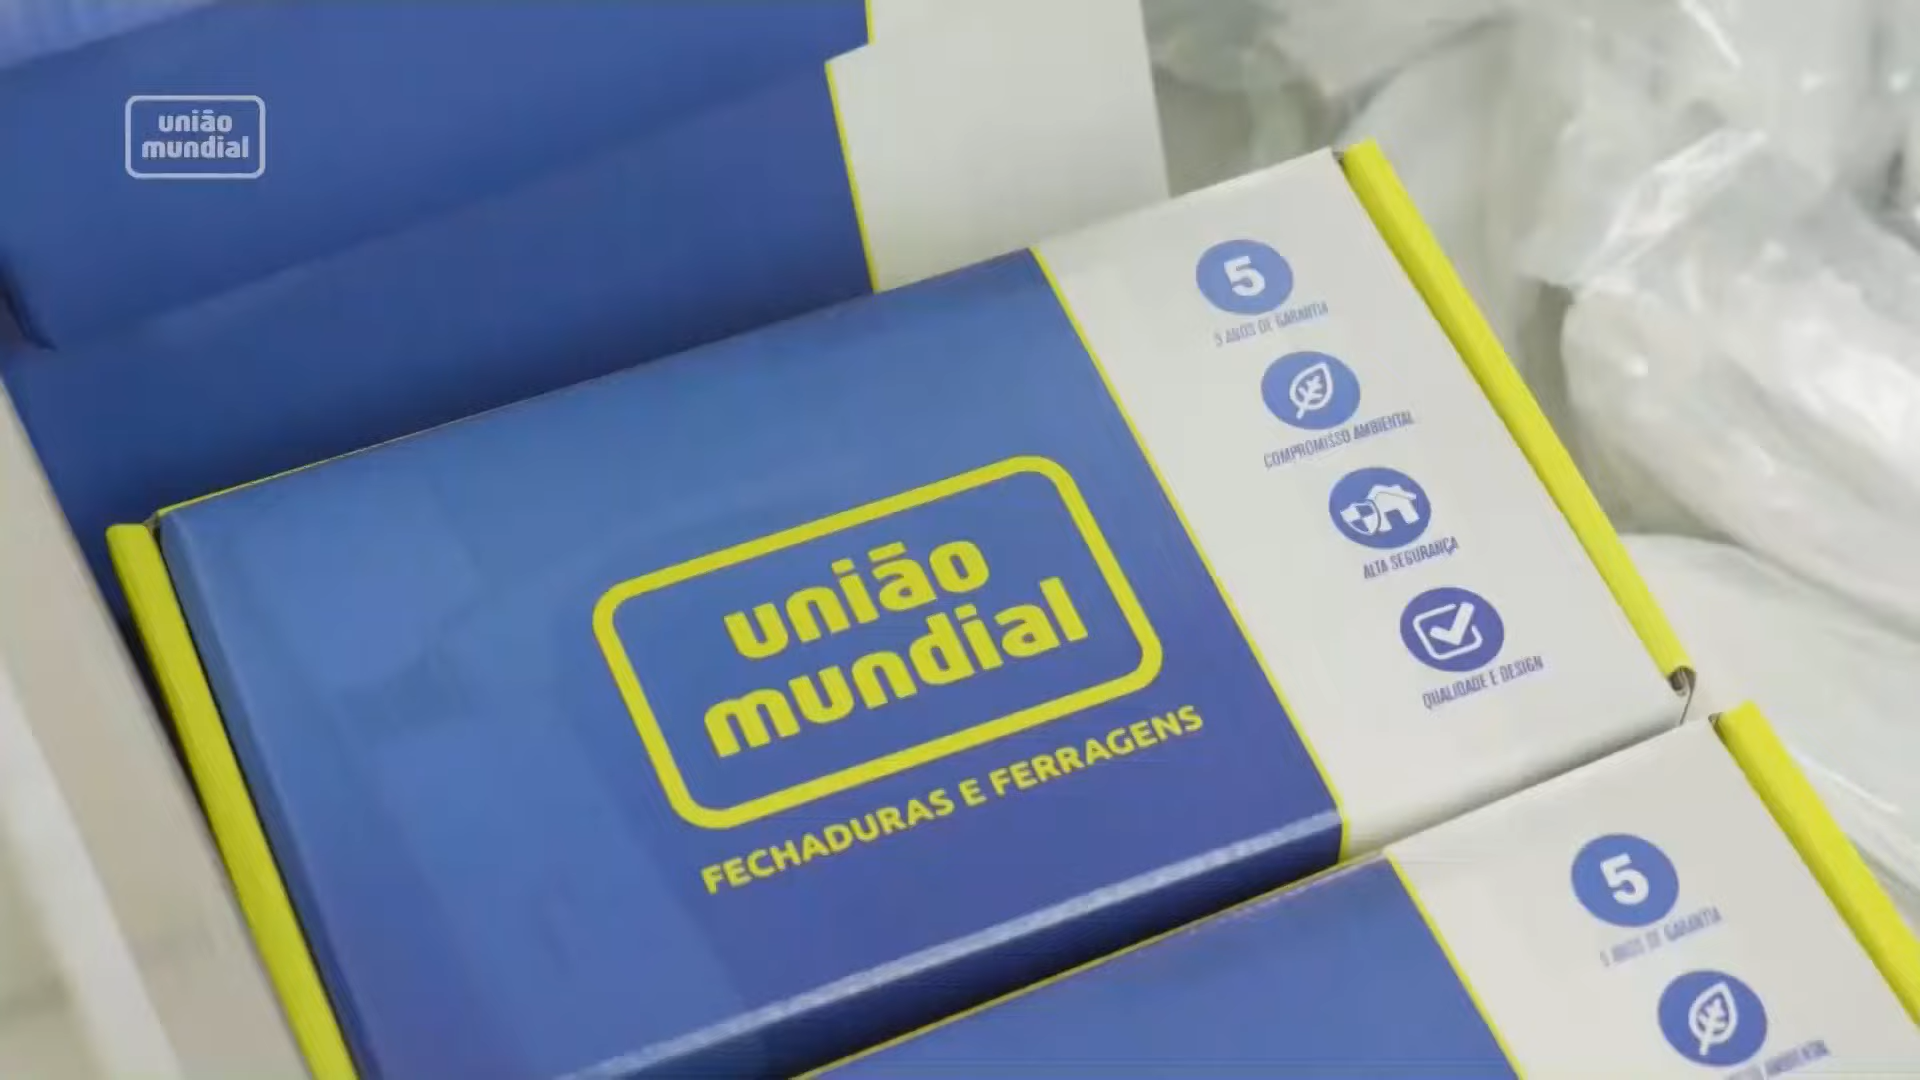 união
mundial
união
mundial
FECHADURAS E FERRAGENS
5
5 ANOS DE GARANTIA
COMPROMISSO AMBIENTAL
ALTA SEGURANÇA
QUALIDADE E DESIGN
5
5 ANOS DE GARANTIA
AMBIENTAL